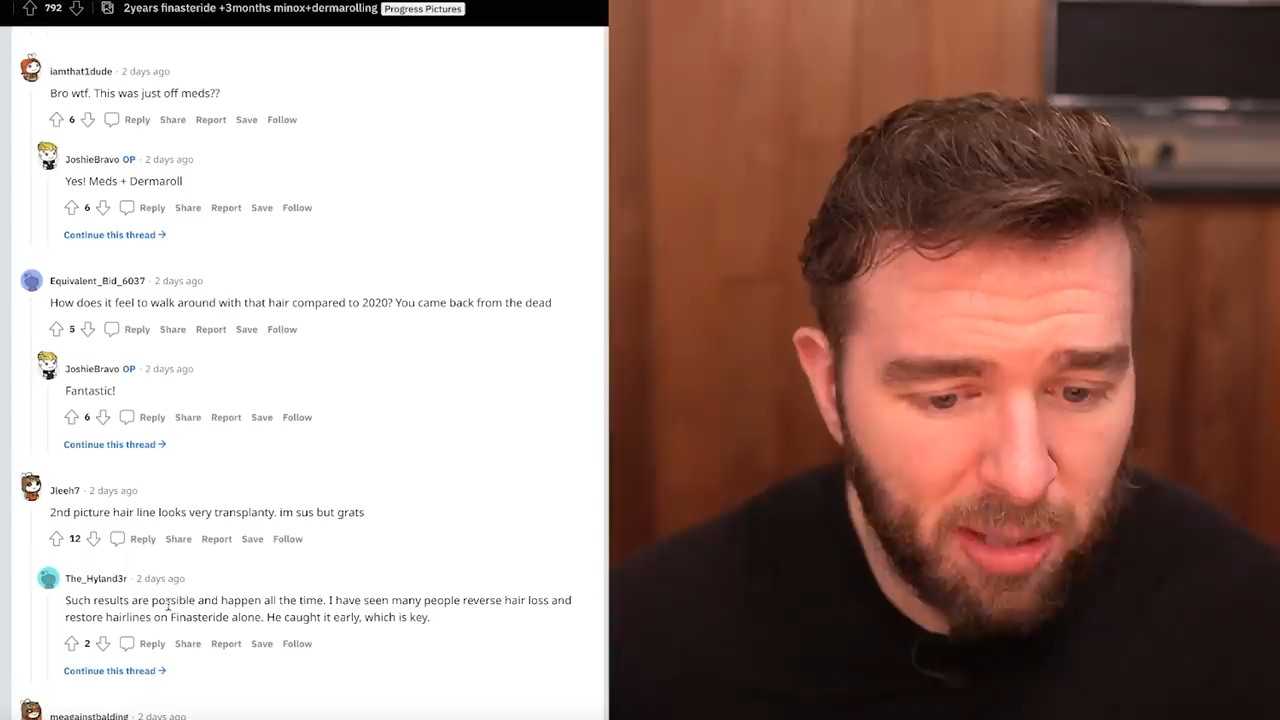 792 2years finasteride +3months minox+dermarolling Progress Pictures
iamthat1dude · 2 days ago
Bro wtf. This was just off meds??
6 Reply Share Report Save Follow
JoshieBravo OP · 2 days ago
Yes! Meds + Dermaroll
6 Reply Share Report Save Follow
Continue this thread →
Equivalent_Bid_6037 · 2 days ago
How does it feel to walk around with that hair compared to 2020? You came back from the dead
5 Reply Share Report Save Follow
JoshieBravo OP · 2 days ago
Fantastic!
6 Reply Share Report Save Follow
Continue this thread →
Jleeh7 · 2 days ago
2nd picture hair line looks very transplanty. im sus but grats
12 Reply Share Report Save Follow
The_Hyland3r · 2 days ago
Such results are possible and happen all the time. I have seen many people reverse hair loss and
restore hairlines on Finasteride alone. He caught it early, which is key.
2 Reply Share Report Save Follow
Continue this thread →
meagainstbalding · 2 days ago